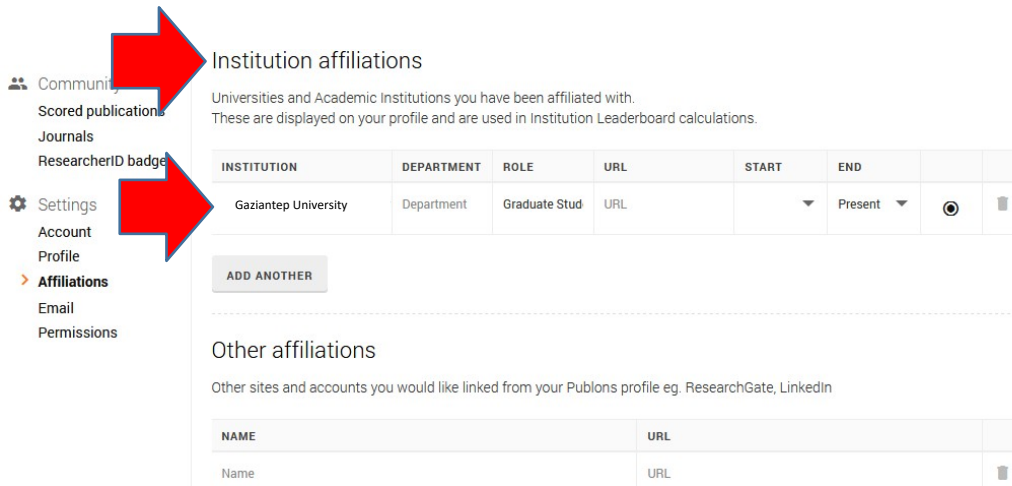 Community
Scored publications
Journals
ResearcherID badge
Settings
Account
Profile
Affiliations
Email
Permissions
Institution affiliations
Universities and Academic Institutions you have been affiliated with.
These are displayed on your profile and are used in Institution Leaderboard calculations.
INSTITUTION DEPARTMENT ROLE URL START END
Gaziantep University Department Graduate Stud URL Present
ADD ANOTHER
Other affiliations
Other sites and accounts you would like linked from your Publons profile eg. ResearchGate, LinkedIn
NAME URL
Name URL